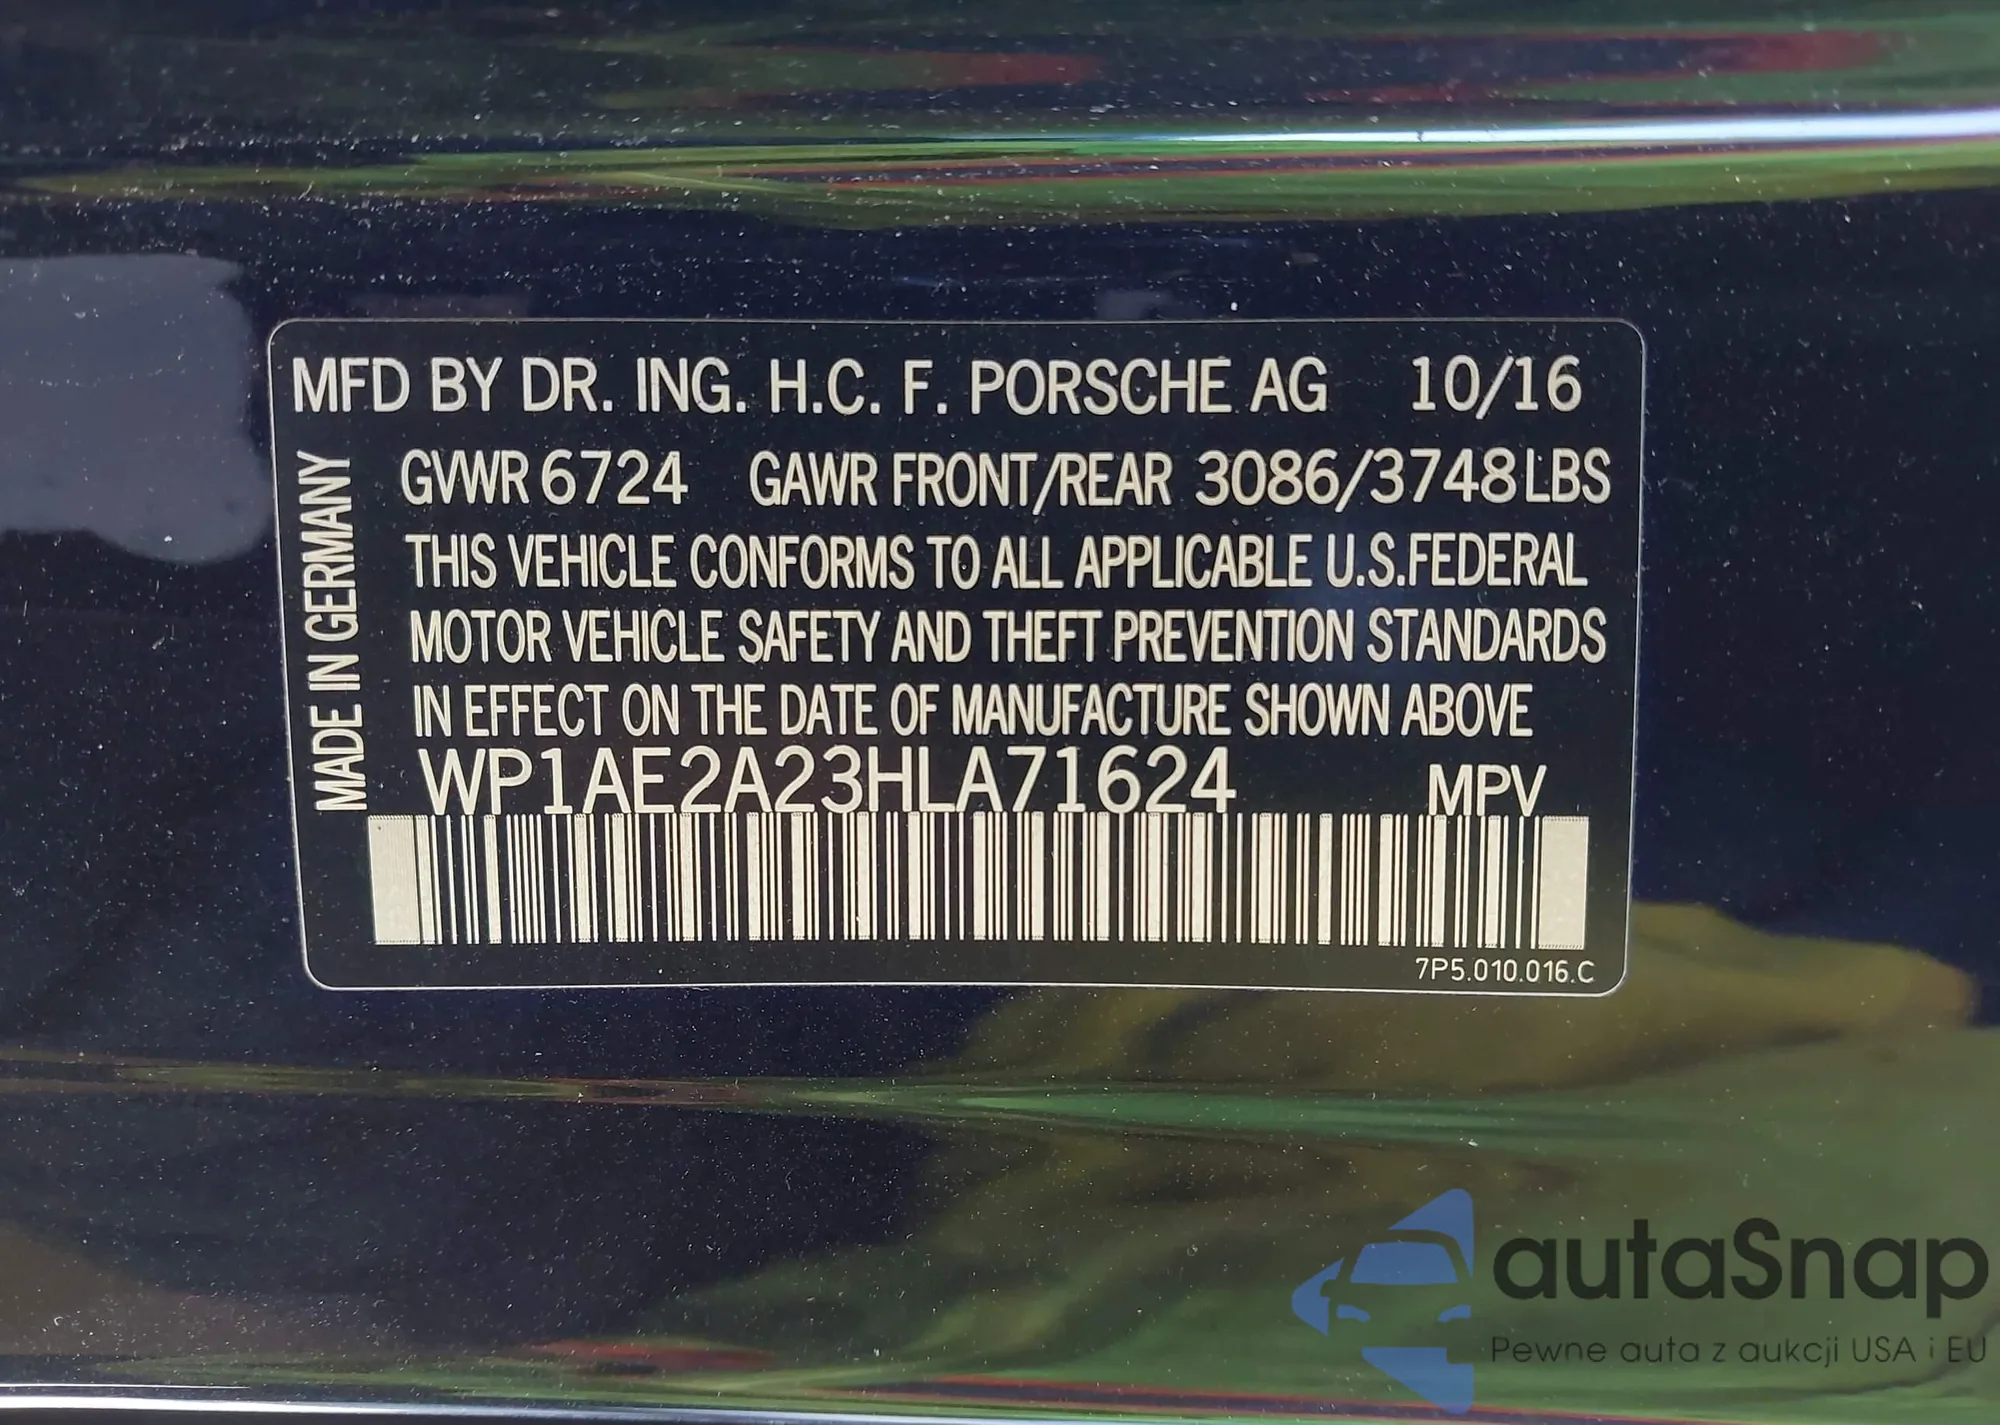 MFD BY DR. ING. H.C. F. PORSCHE AG 10/16
GVWR 6724 GAWR FRONT/REAR 3086/3748LBS
THIS VEHICLE CONFORMS TO ALL APPLICABLE U.S.FEDERAL
MOTOR VEHICLE SAFETY AND THEFT PREVENTION STANDARDS
IN EFFECT ON THE DATE OF MANUFACTURE SHOWN ABOVE
WP1AE2A23HLA71624 MPV
7P5.010.016.C
MADE IN GERMANY
autaSnap
Pewne auta z aukcji USA i EU